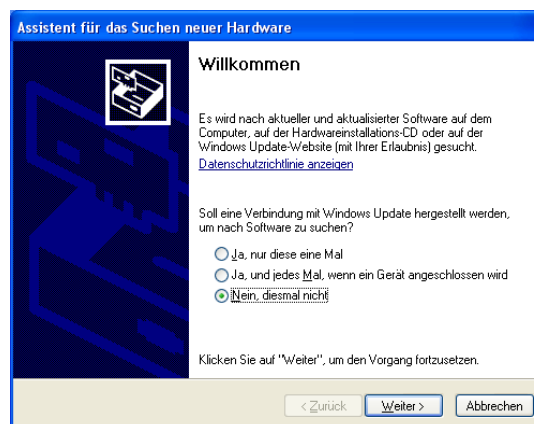 Assistent für das Suchen neuer Hardware
Willkommen
Es wird nach aktueller und aktualisierter Software auf dem
Computer, auf der Hardwareinstallations-CD oder auf der
Windows Update-Website (mit Ihrer Erlaubnis) gesucht.
Datenschutzrichtlinie anzeigen
Soll eine Verbindung mit Windows Update hergestellt werden,
um nach Software zu suchen?
Ja, nur diese eine Mal
Ja, und jedes Mal, wenn ein Gerät angeschlossen wird
Nein, diesmal nicht
Klicken Sie auf "Weiter", um den Vorgang fortzusetzen.
< Zurück Weiter > Abbrechen